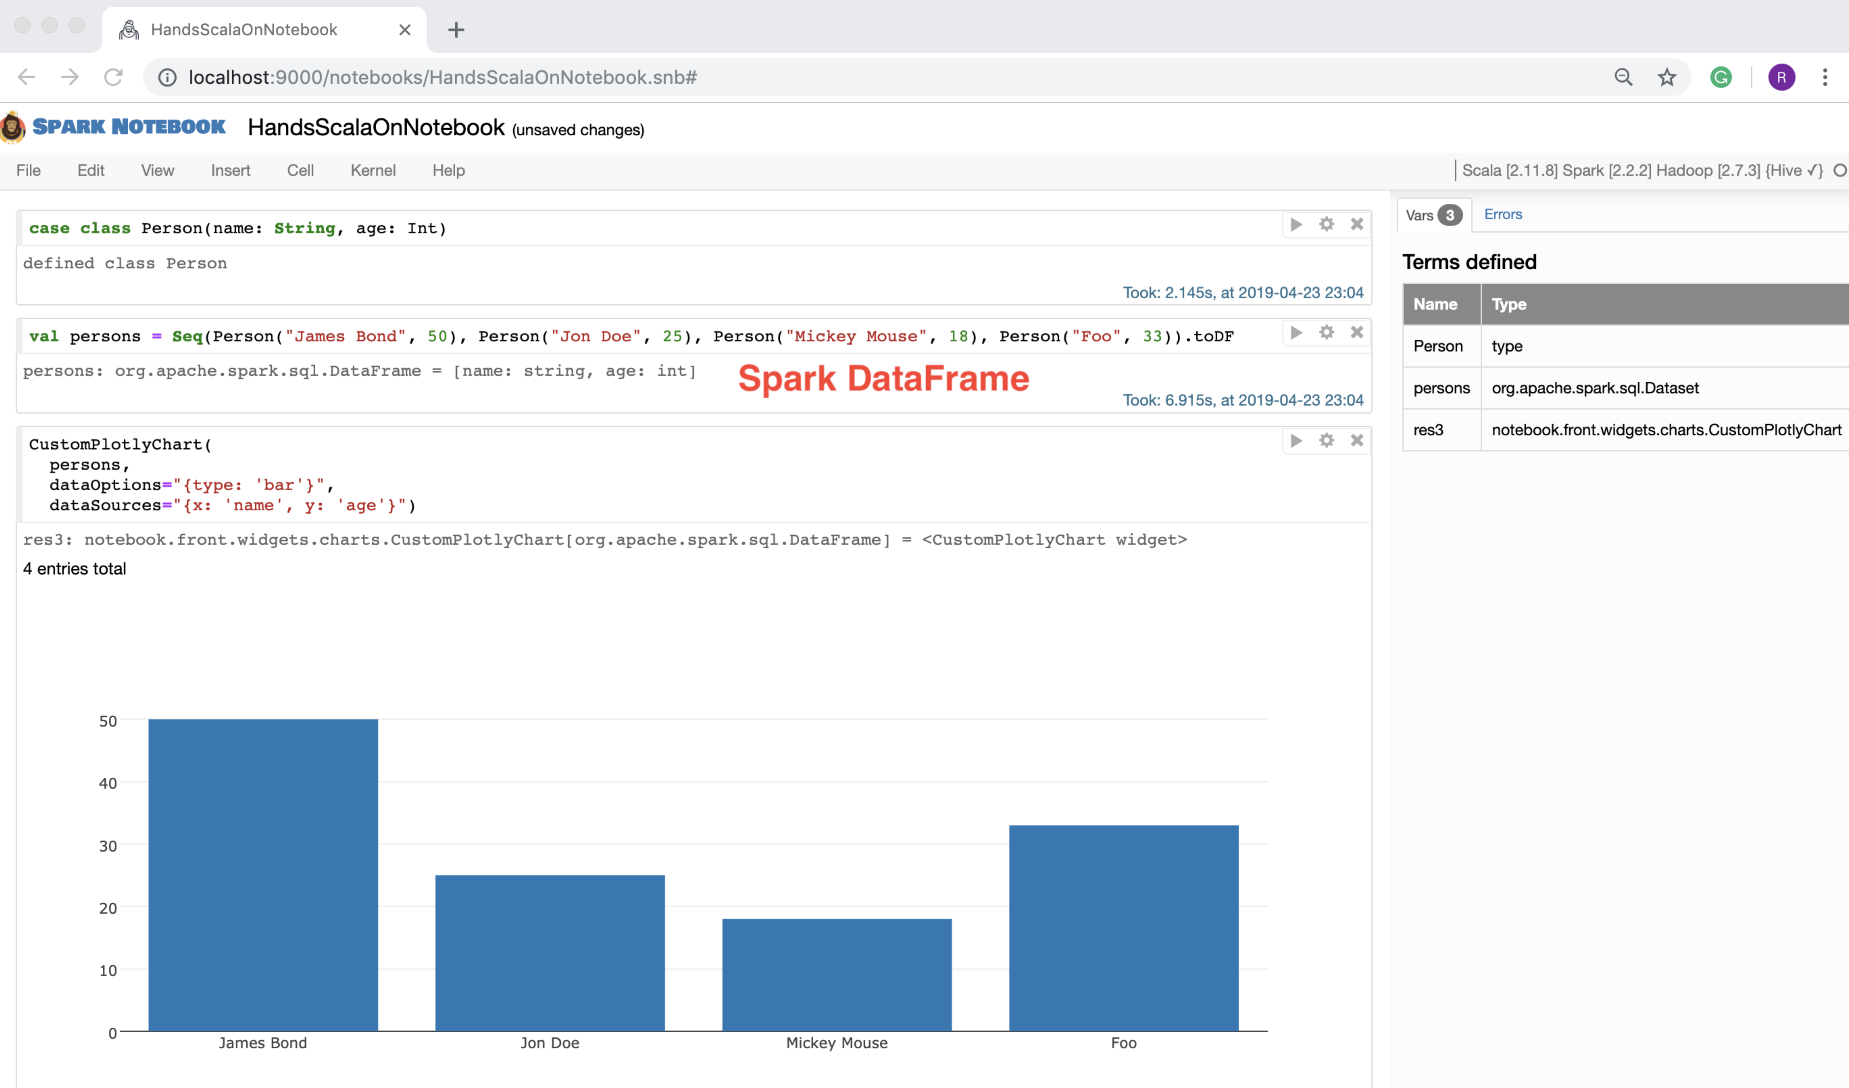 HandsScalaOnNotebook
localhost:9000/notebooks/HandsScalaOnNotebook.snb#
R
SPARK NOTEBOOK HandsScalaOnNotebook (unsaved changes)
File Edit View Insert Cell Kernel Help
Scala [2.11.8] Spark [2.2.2] Hadoop [2.7.3] {Hive ✓}
case class Person(name: String, age: Int)
defined class Person
Took: 2.145s, at 2019-04-23 23:04
val persons = Seq(Person("James Bond", 50), Person("Jon Doe", 25), Person("Mickey Mouse", 18), Person("Foo", 33)).toDF
persons: org.apache.spark.sql.DataFrame = [name: string, age: int]
Spark DataFrame
Took: 6.915s, at 2019-04-23 23:04
CustomPlotlyChart(
persons,
dataOptions="{type: 'bar'}",
dataSources="{x: 'name', y: 'age'}")
res3: notebook.front.widgets.charts.CustomPlotlyChart[org.apache.spark.sql.DataFrame] = <CustomPlotlyChart widget>
4 entries total
50
40
30
20
10
0
James Bond Jon Doe Mickey Mouse Foo
Vars 3 Errors
Terms defined
Name Type
Person type
persons org.apache.spark.sql.Dataset
res3 notebook.front.widgets.charts.CustomPlotlyChart